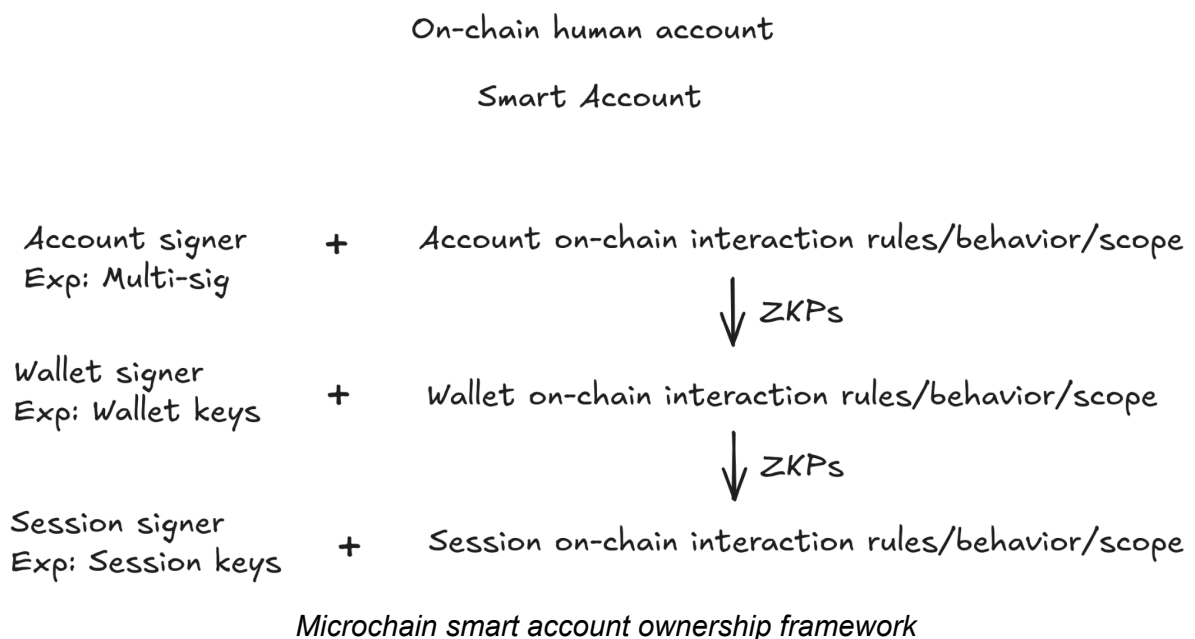 On-chain human account
Smart Account
Account signer + Account on-chain interaction rules/behavior/scope
Exp: Multi-sig
ZKPs
Wallet signer
Exp: Wallet keys + Wallet on-chain interaction rules/behavior/scope
ZKPs
Session signer
Exp: Session keys + Session on-chain interaction rules/behavior/scope
Microchain smart account ownership framework